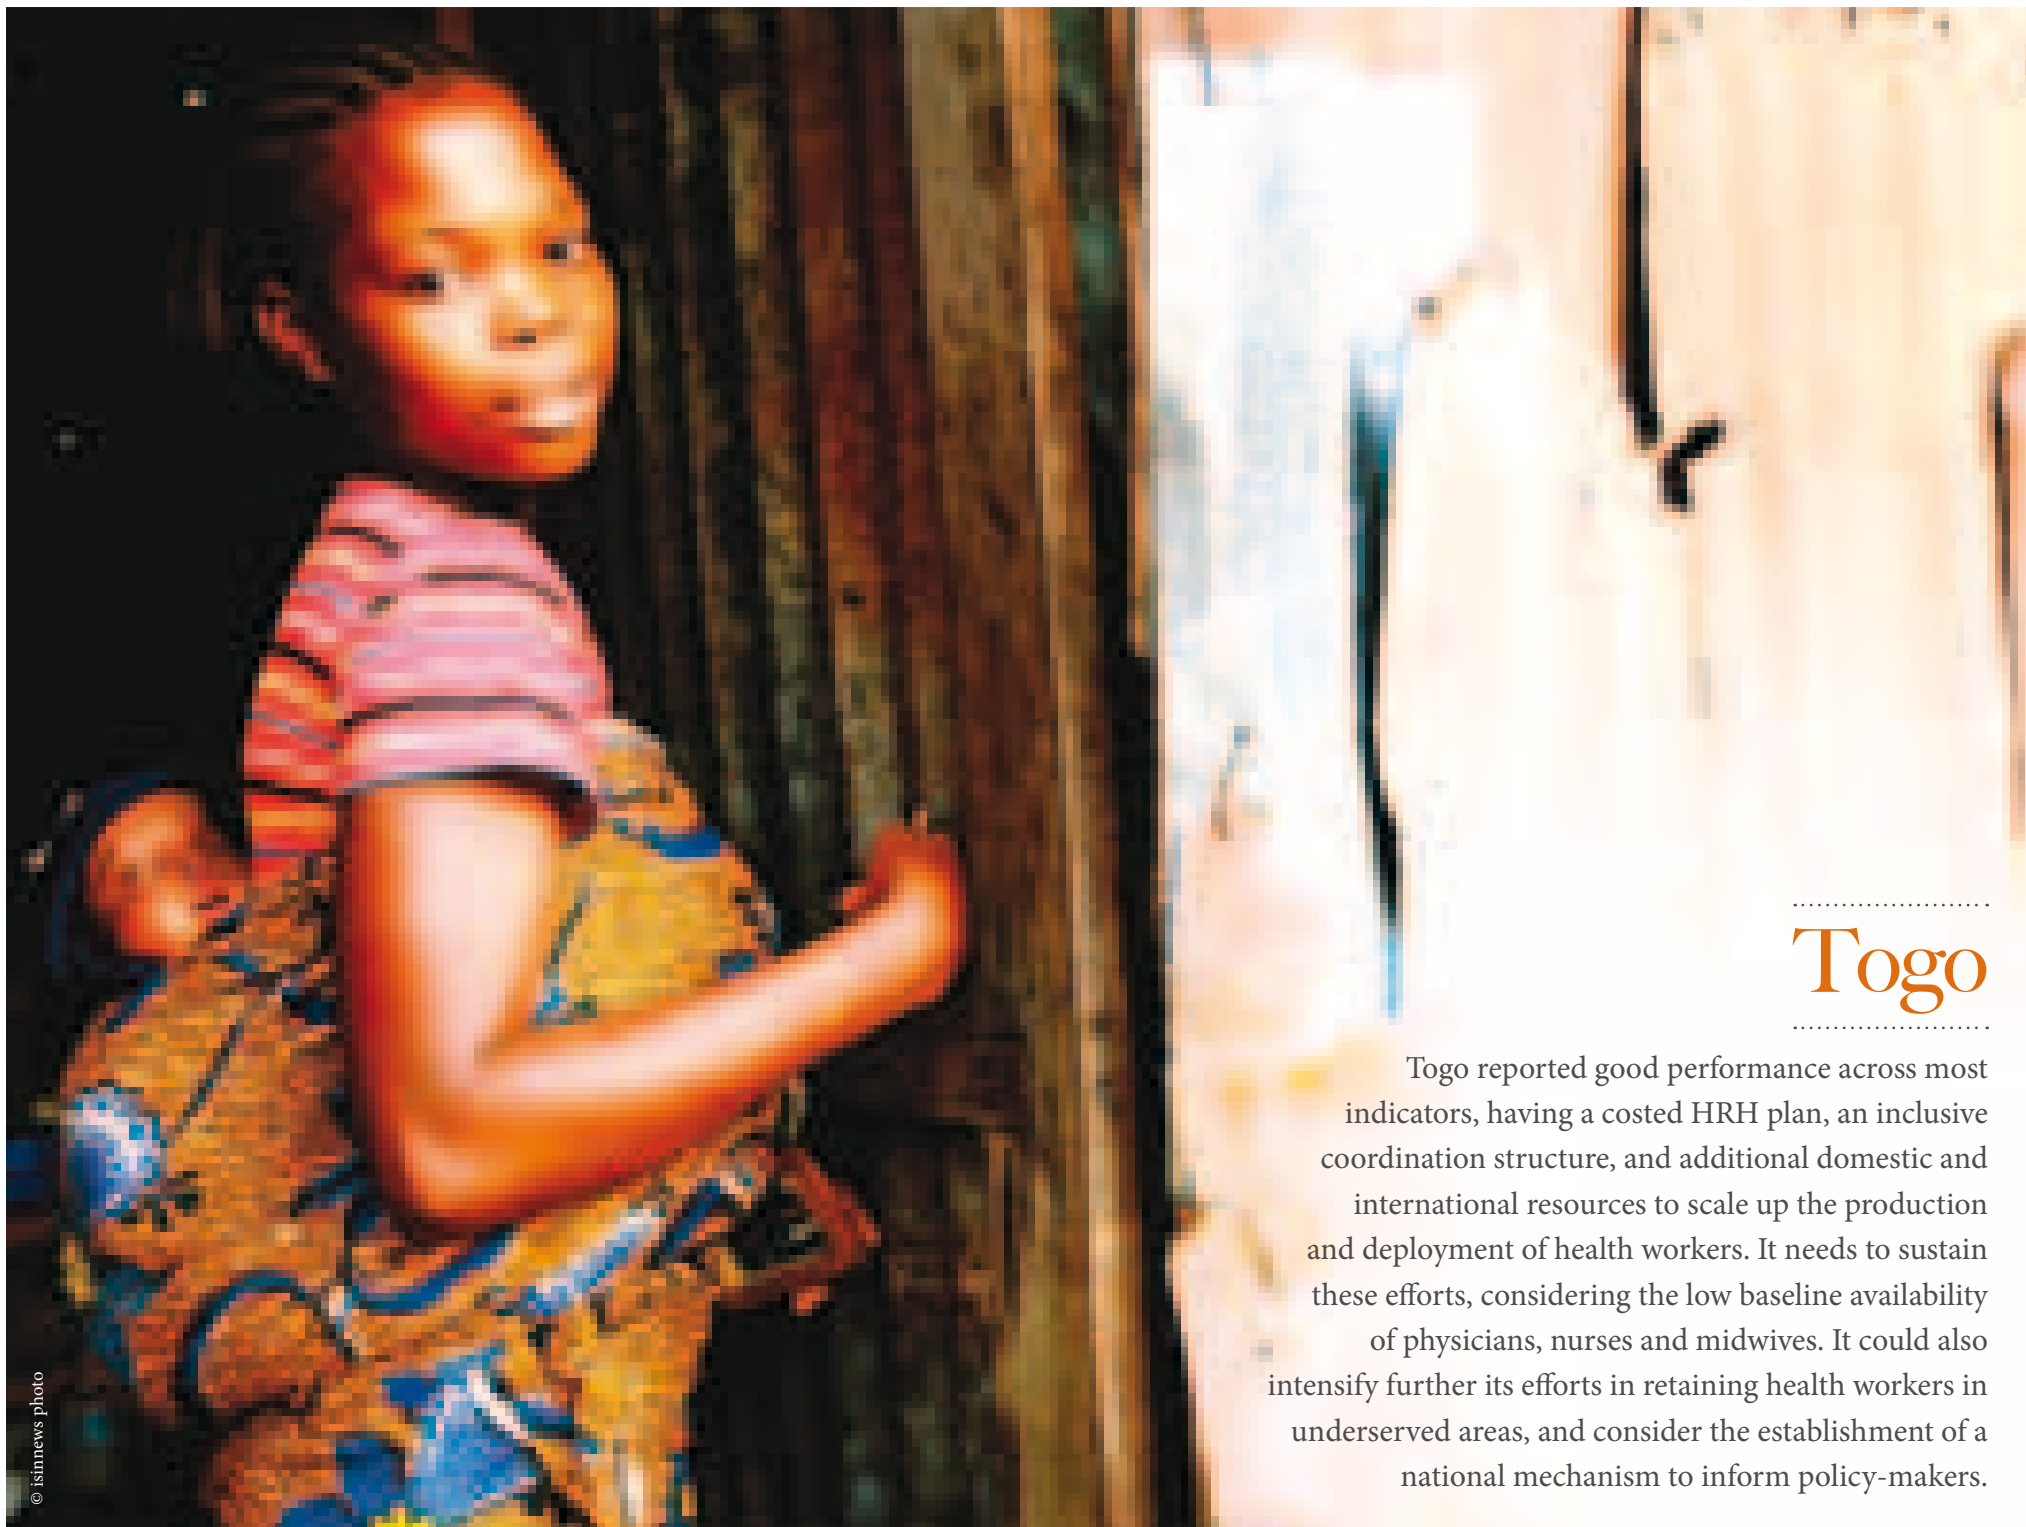 Togo
Togo reported good performance across most
indicators, having a costed HRH plan, an inclusive
coordination structure, and additional domestic and
international resources to scale up the production
and deployment of health workers. It needs to sustain
these efforts, considering the low baseline availability
of physicians, nurses and midwives. It could also
intensify further its efforts in retaining health workers in
underserved areas, and consider the establishment of a
national mechanism to inform policy-makers.
© isinnews photo